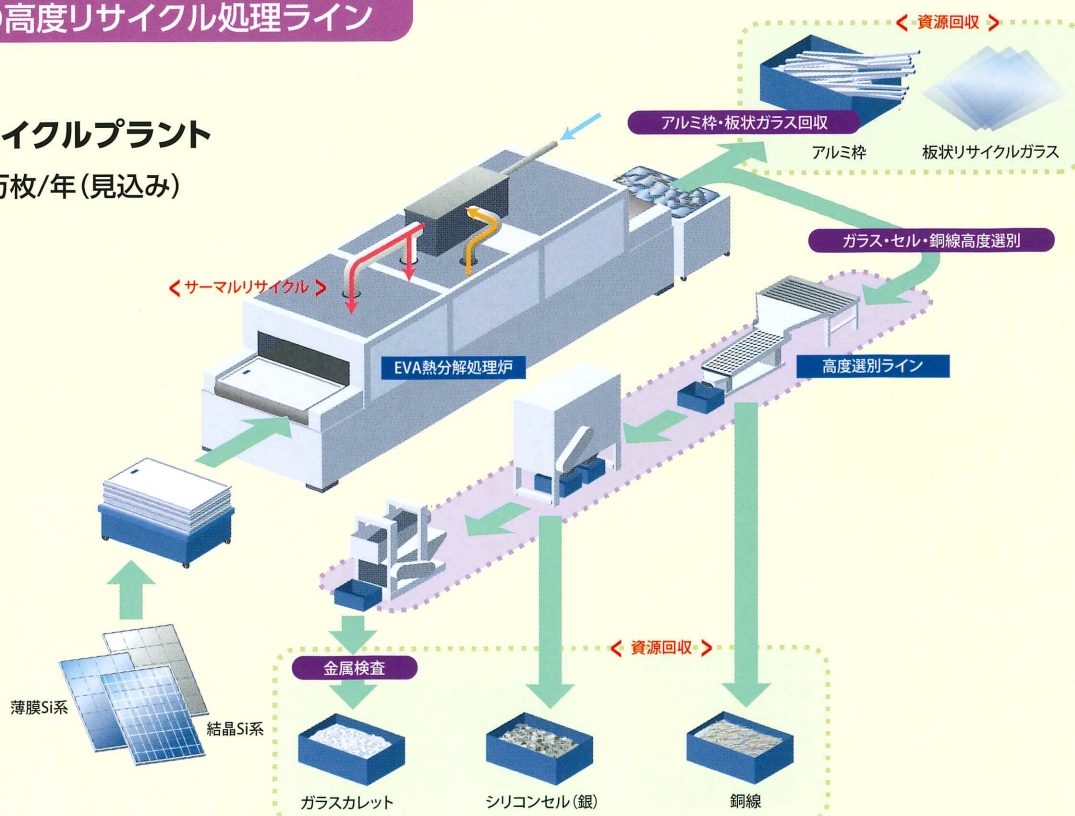 高度リサイクル処理ライン
イクルプラント
万枚/年(見込み)
< 資源回収 >
アルミ枠・板状ガラス回収
アルミ枠
板状リサイクルガラス
ガラス・セル・銅線高度選別
<サーマルリサイクル>
EVA熱分解処理炉
高度選別ライン
< 資源回収 >
金属検査
薄膜Si系
結晶Si系
ガラスカレット
シリコンセル(銀)
銅線